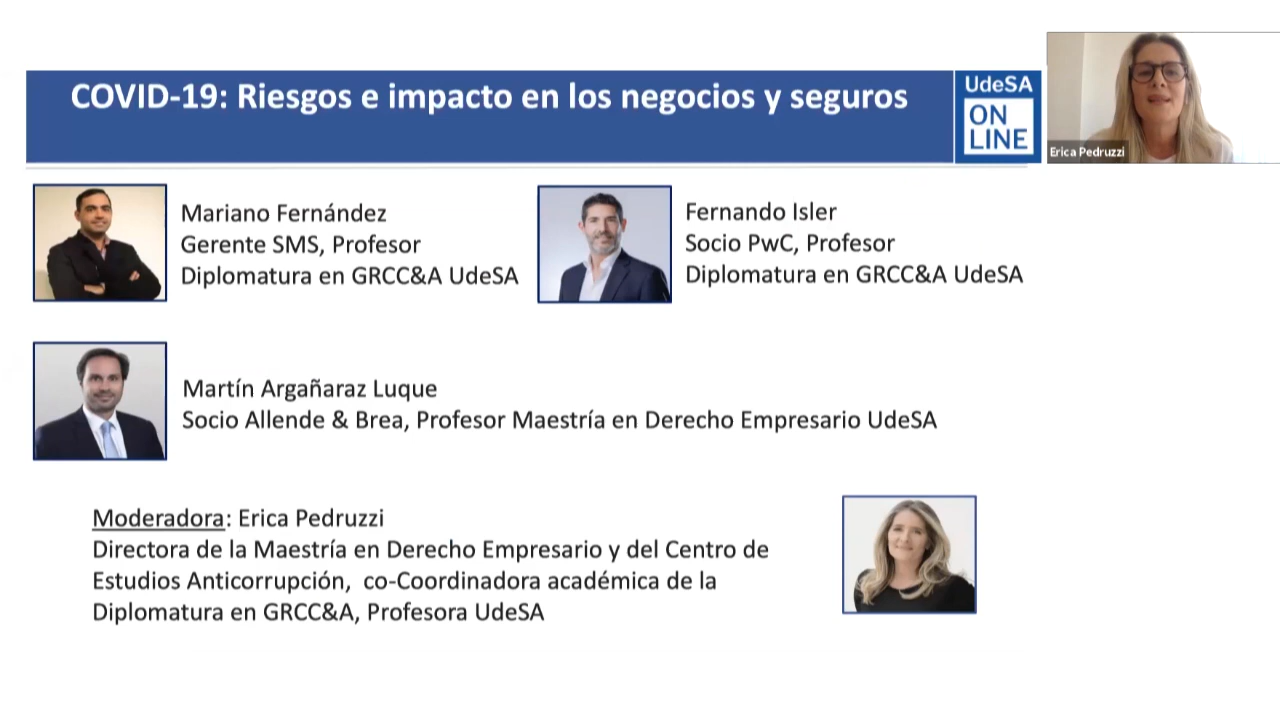 COVID-19: Riesgos e impacto en los negocios y seguros
UdeSA
ON
LINE
Erica Pedruzzi
Mariano Fernández
Gerente SMS, Profesor
Diplomatura en GRCC&A UdeSA
Fernando Isler
Socio PwC, Profesor
Diplomatura en GRCC&A UdeSA
Martín Argañaraz Luque
Socio Allende & Brea, Profesor Maestría en Derecho Empresario UdeSA
Moderadora: Erica Pedruzzi
Directora de la Maestría en Derecho Empresario y del Centro de
Estudios Anticorrupción, co-Coordinadora académica de la
Diplomatura en GRCC&A, Profesora UdeSA